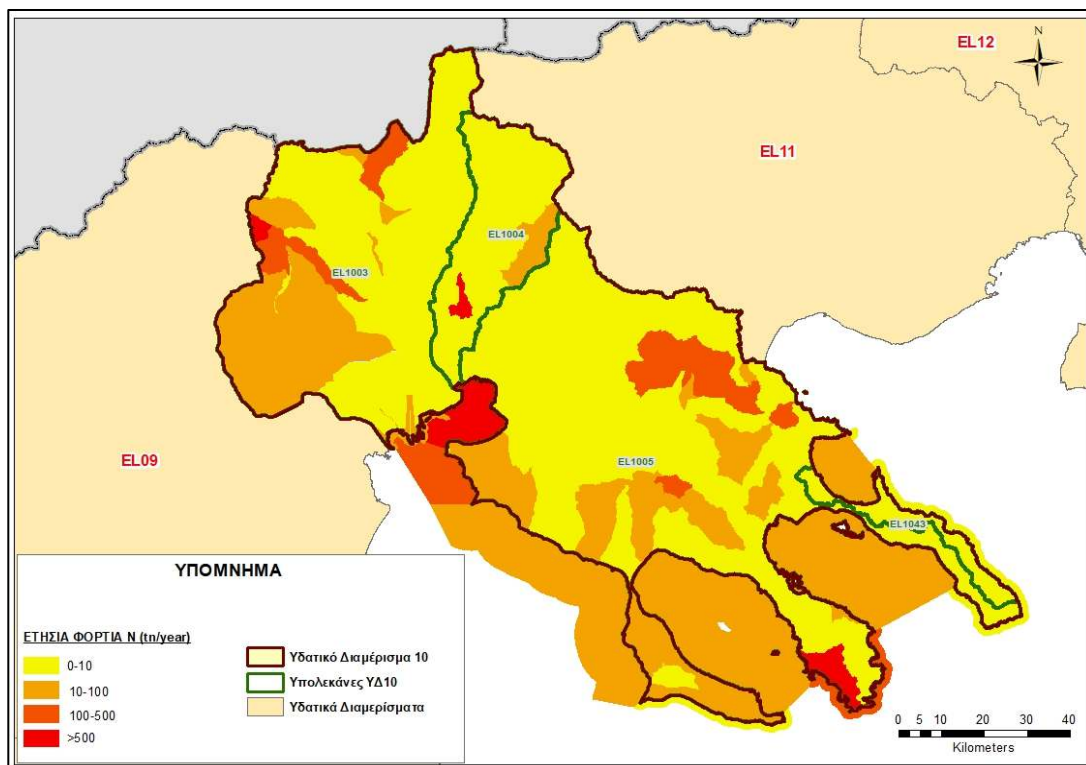 EL12
N
EL11
EL1004
EL1003
EL09
EL1005
EL1043
ΥΠΟΜΝΗΜΑ
ΕΤΗΣΙΑ ΦΟΡΤΙΑ Ν (tn/year)
0-10
10-100
100-500
>500
Υδατικό Διαμέρισμα 10
Υπολεκάνες ΥΔ10
Υδατικά Διαμερίσματα
0 5 10 20 30 40
Kilometers